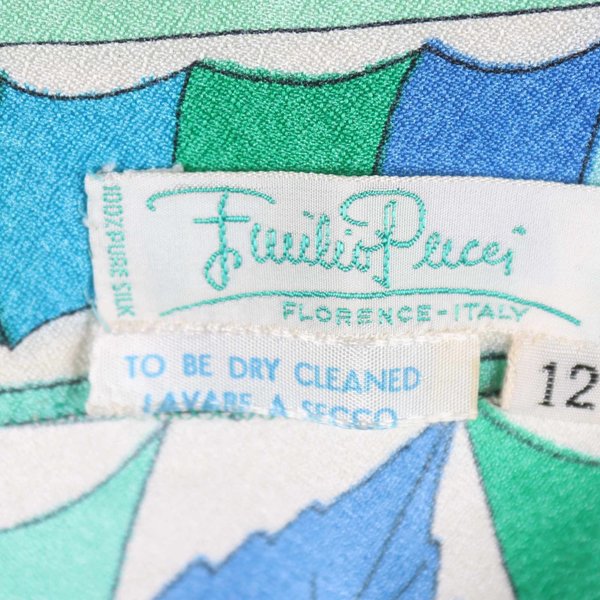 100% PURE SILK
Emilio Pucci
FLORENCE-ITALY
TO BE DRY CLEANED
LAVARE A SECCO
12